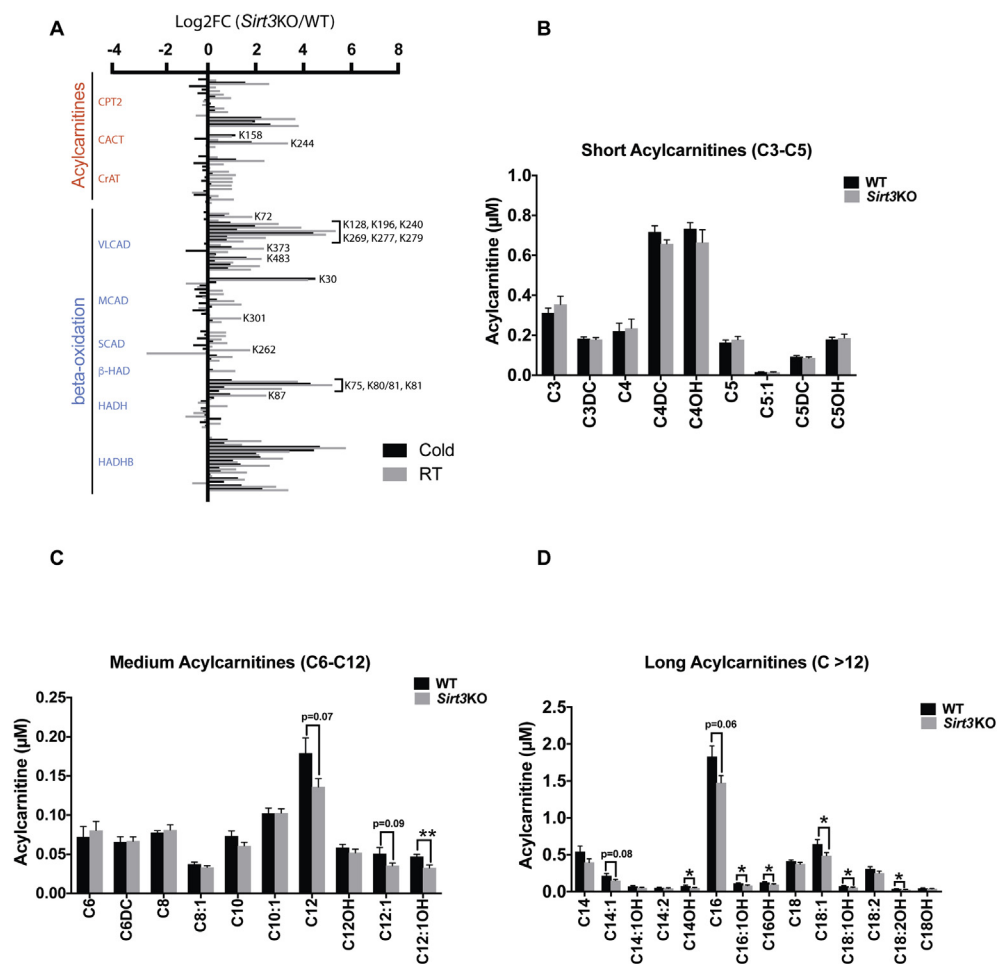 A
Log2FC (Sirt3KO/WT)
-4 -2 0 2 4 6 8
Acylcarnitines
CPT2
CACT
CrAT
K158
K244
beta-oxidation
VLCAD
MCAD
SCAD
β-HAD
HADH
HADHB
K72
K128, K196, K240
K269, K277, K279
K373
K483
K30
K301
K262
K75, K80/81, K81
K87
Cold
RT
B
Short Acylcarnitines (C3-C5)
WT
Sirt3KO
Acylcarnitine (µM)
1.0
0.8
0.6
0.4
0.2
0.0
C3
C3DC
C4
C4DC
C4OH
C5
C5:1
C5DC
C5OH
C
Medium Acylcarnitines (C6-C12)
WT
Sirt3KO
Acylcarnitine (µM)
0.25
0.20
0.15
0.10
0.05
0.00
p=0.07
p=0.09
**
C6
C6DC
C8
C8:1
C10
C10:1
C12
C12OH
C12:1
C12:1OH
D
Long Acylcarnitines (C >12)
WT
Sirt3KO
Acylcarnitine (µM)
2.5
2.0
1.5
1.0
0.5
0.0
p=0.08
*
p=0.06
*
*
*
*
*
C14
C14:1
C14:1OH
C14:2
C14OH
C16
C16:1OH
C16OH
C18
C18:1
C18:1OH
C18:2
C18:2OH
C18OH